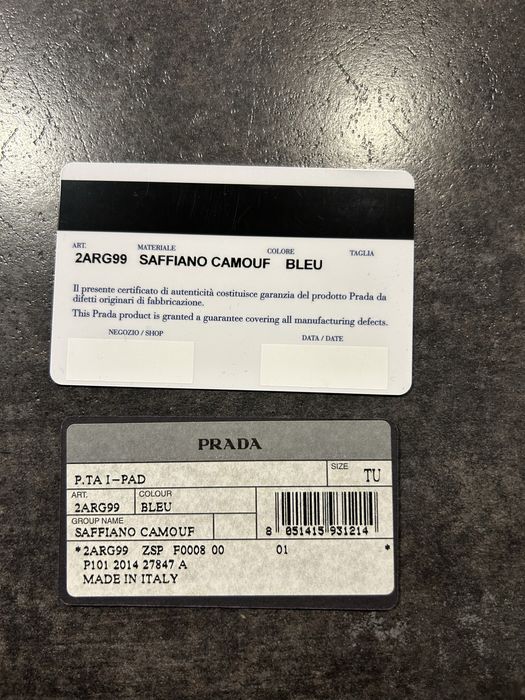 ART. MATERIALE COLORE TAGLIA
2ARG99 SAFFIANO CAMOUF BLEU
Il presente certificato di autenticità costituisce garanzia del prodotto Prada da
difetti originari di fabbricazione.
This Prada product is granted a guarantee covering all manufacturing defects.
NEGOZIO / SHOP DATA / DATE
PRADA
P.TA I-PAD SIZE TU
ART. COLOUR
2ARG99 BLEU
GROUP NAME
SAFFIANO CAMOUF
8 051415 931214
*2ARG99 ZSP F0008 00 01 *
P101 2014 27847 A
MADE IN ITALY